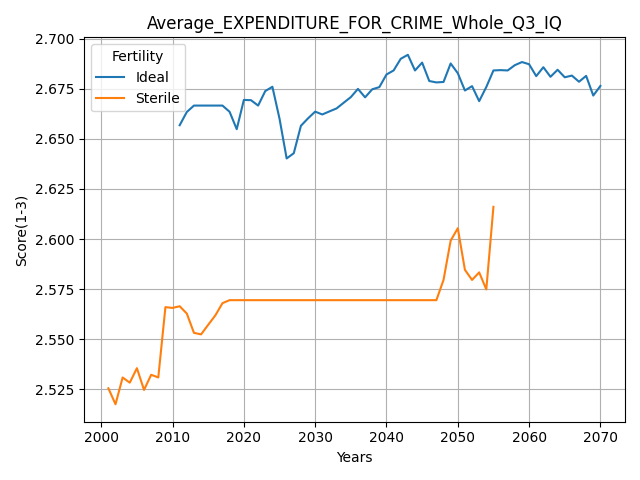 Average_EXPENDITURE_FOR_CRIME_Whole_Q3_IQ
Fertility
Ideal
Sterile
Score(1-3)
2.700
2.675
2.650
2.625
2.600
2.575
2.550
2.525
2000 2010 2020 2030 2040 2050 2060 2070
Years